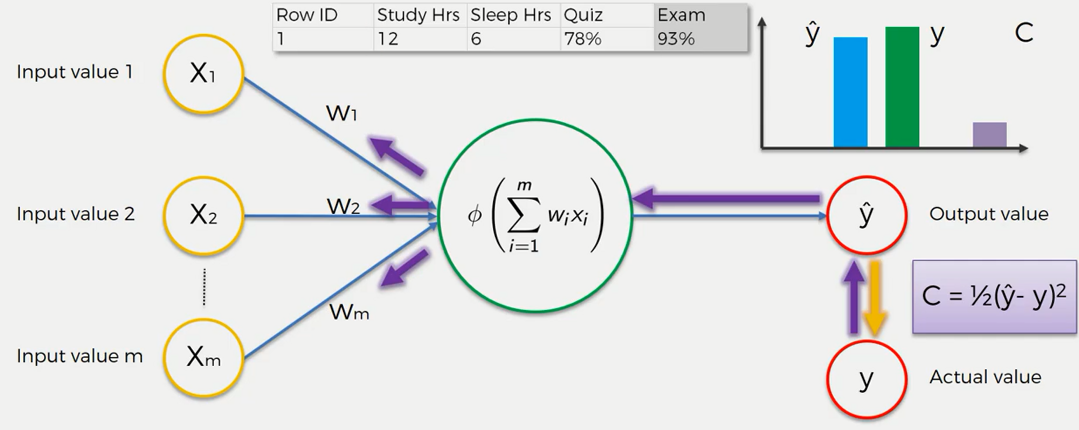 Row ID Study Hrs Sleep Hrs Quiz Exam
1 12 6 78% 93%
ŷ y C
Input value 1
X₁
W₁
Input value 2
X₂
W₂
ϕ(∑ᵢ₌₁ᵐ wᵢxᵢ)
ŷ
Output value
C = ½(ŷ- y)²
Wₘ
Input value m
Xₘ
y
Actual value